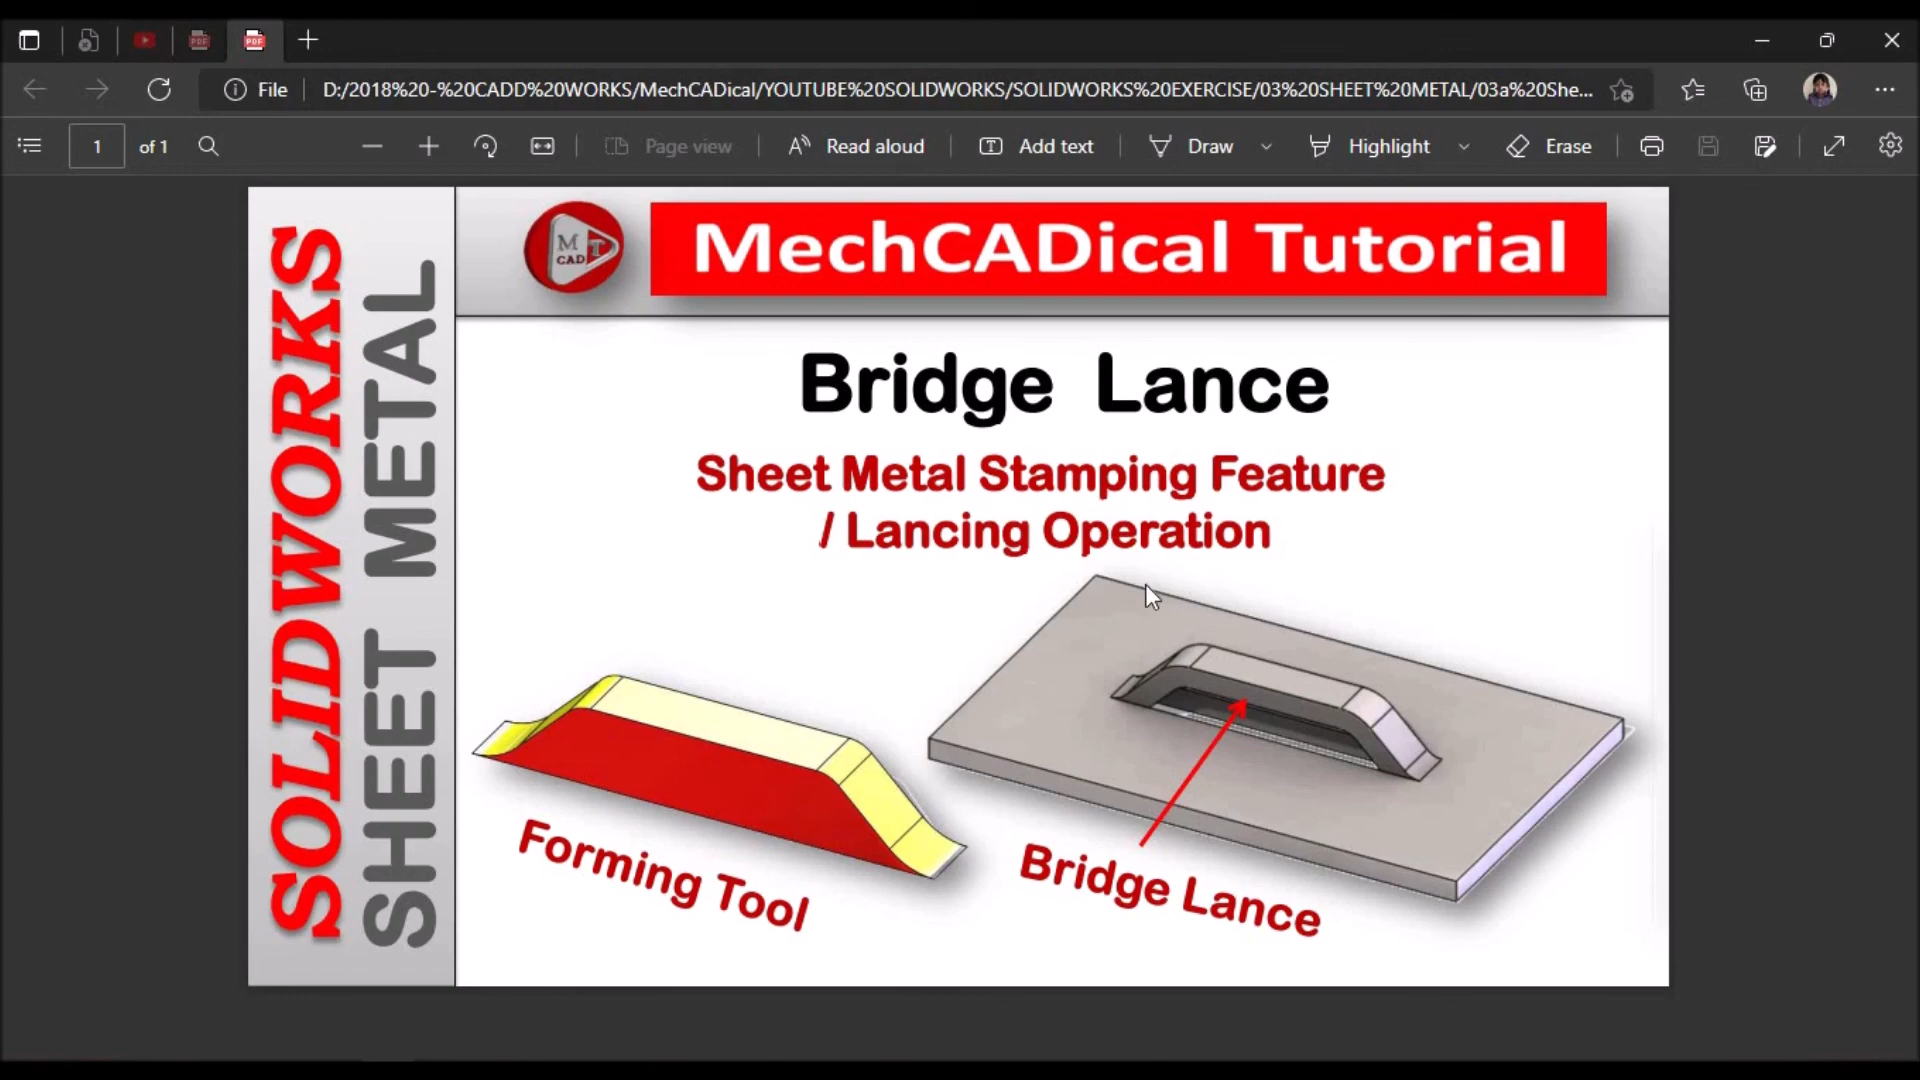 File
D:/2018%20-%20CADD%20WORKS/MechCADical/YOUTUBE%20SOLIDWORKS/SOLIDWORKS%20EXERCISE/03%20SHEET%20METAL/03a%20She...
1 of 1
Page view
Read aloud
Add text
Draw
Highlight
Erase
SOLIDWORKS
SHEET METAL
M T
CAD
MechCADical Tutorial
Bridge Lance
Sheet Metal Stamping Feature
/ Lancing Operation
Forming Tool
Bridge Lance